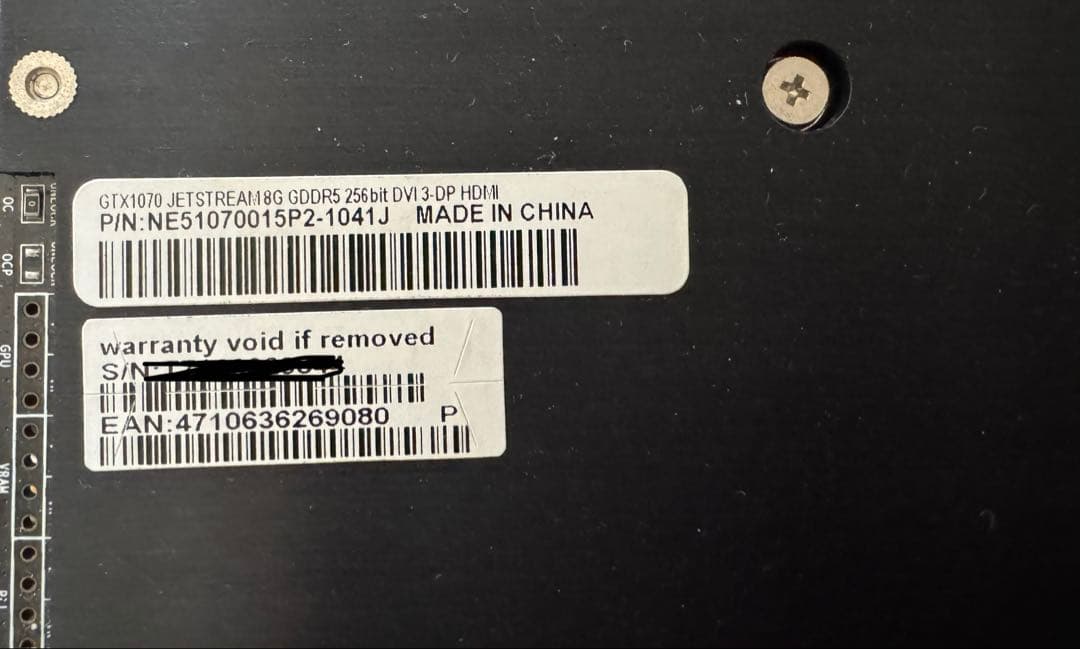 GTX1070 JETSTREAM 8G GDDR5 256bit DVI 3-DP HDMI
P/N:NE51070015P2-1041J MADE IN CHINA
warranty void if removed
S/N:
EAN:4710636269080 P
OC
OCP
GPU
VRAM